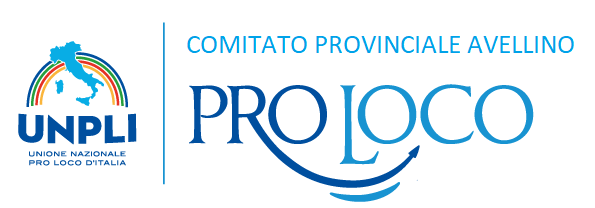 UNPLI
UNIONE NAZIONALE
PRO LOCO D'ITALIA
COMITATO PROVINCIALE AVELLINO
PRO LOCO